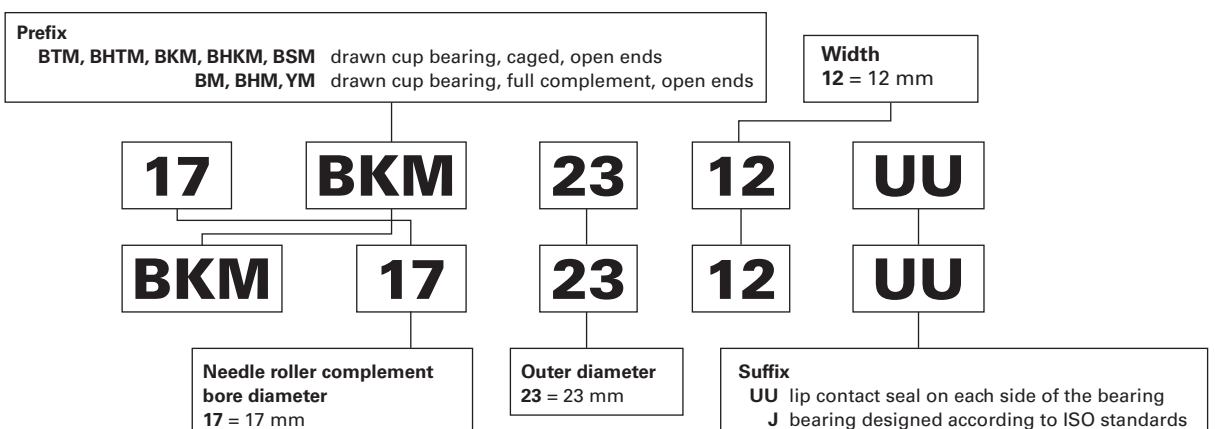 Prefix
BTM, BHTM, BKM, BHKM, BSM drawn cup bearing, caged, open ends
BM, BHM, YM drawn cup bearing, full complement, open ends
Width
12 = 12 mm
17 BKM 23 12 UU
BKM 17 23 12 UU
Needle roller complement
bore diameter
17 = 17 mm
Outer diameter
23 = 23 mm
Suffix
UU lip contact seal on each side of the bearing
J bearing designed according to ISO standards